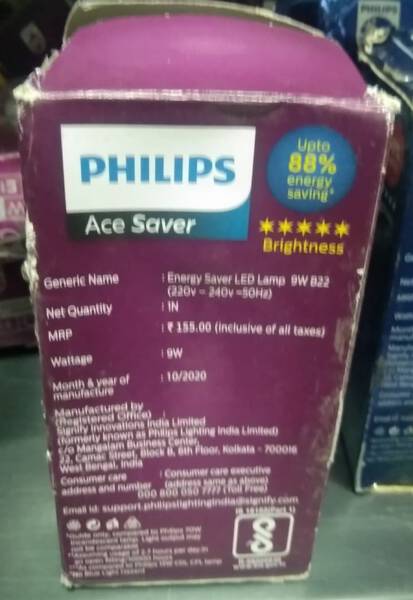 PHILIPS
Ace Saver
Upto
88%
energy
saving*
Brightness
Generic Name : Energy Saver LED Lamp 9W B22
(220v = 240v =50Hz)
Net Quantity : 1N
MRP : ₹ 155.00 (Inclusive of all taxes)
Wattage : 9W
Month & year of : 10/2020
manufacture
Manufactured by
(Registered Office) :
Signify Innovations India Limited
(formerly known as Philips Lighting India Limited)
c/o Mangalam Business Center,
22, Camac Street, Block B, 6th Floor, Kolkata - 700016
West Bengal, India
Consumer care : Consumer care executive
address and number (address same as above)
000 800 050 7777 (Toll Free)
Email id: support.philipslightingindia@signify.com
PHILIPS